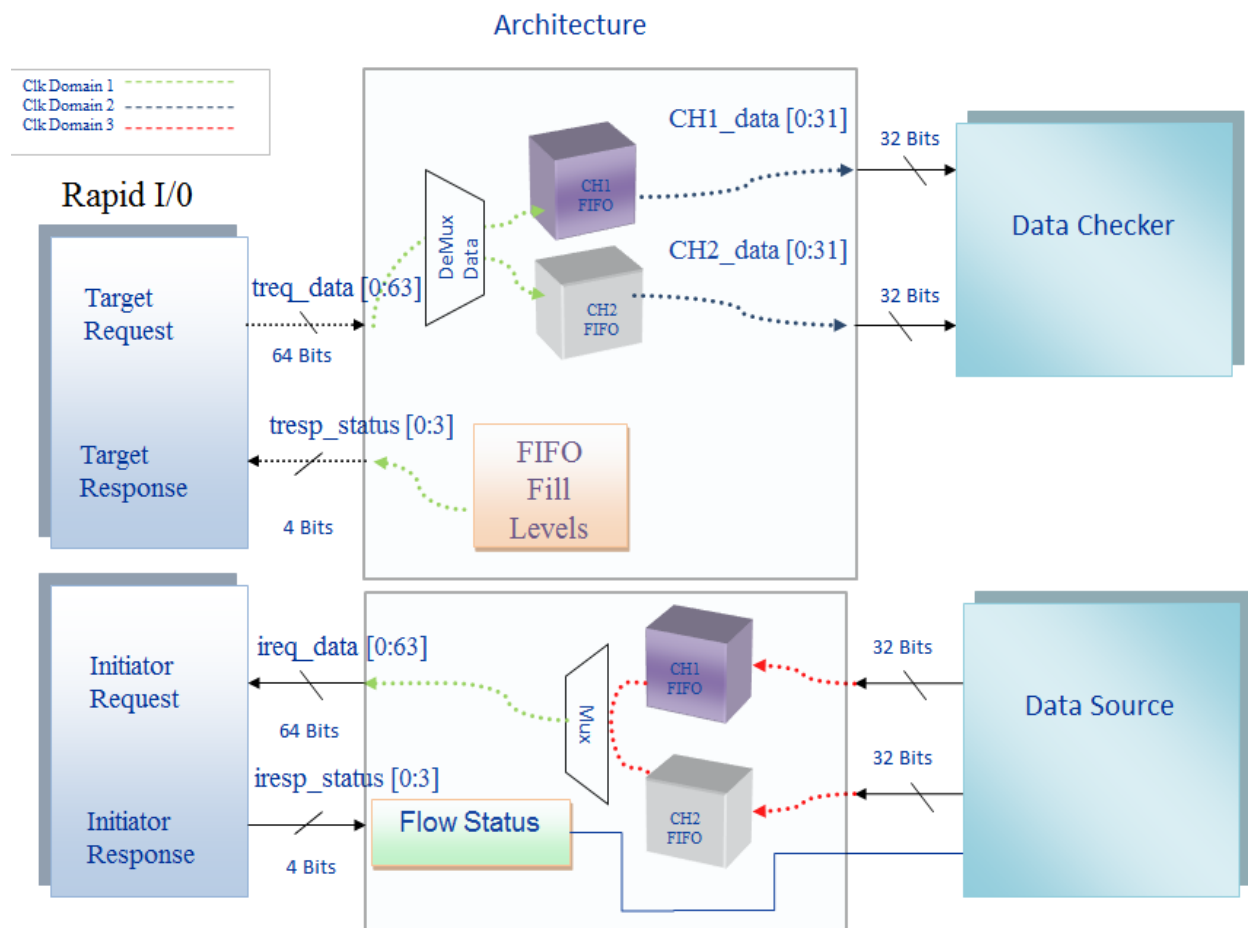 Architecture
Clk Domain 1
Clk Domain 2
Clk Domain 3
Rapid I/0
Target
Request
treq_data [0:63]
64 Bits
DeMux
Data
CH1
FIFO
CH2
FIFO
CH1_data [0:31]
CH2_data [0:31]
32 Bits
32 Bits
Data Checker
Target
Response
tresp_status [0:3]
4 Bits
FIFO
Fill
Levels
Initiator
Request
ireq_data [0:63]
64 Bits
Mux
CH1
FIFO
CH2
FIFO
32 Bits
32 Bits
Data Source
Initiator
Response
iresp_status [0:3]
4 Bits
Flow Status